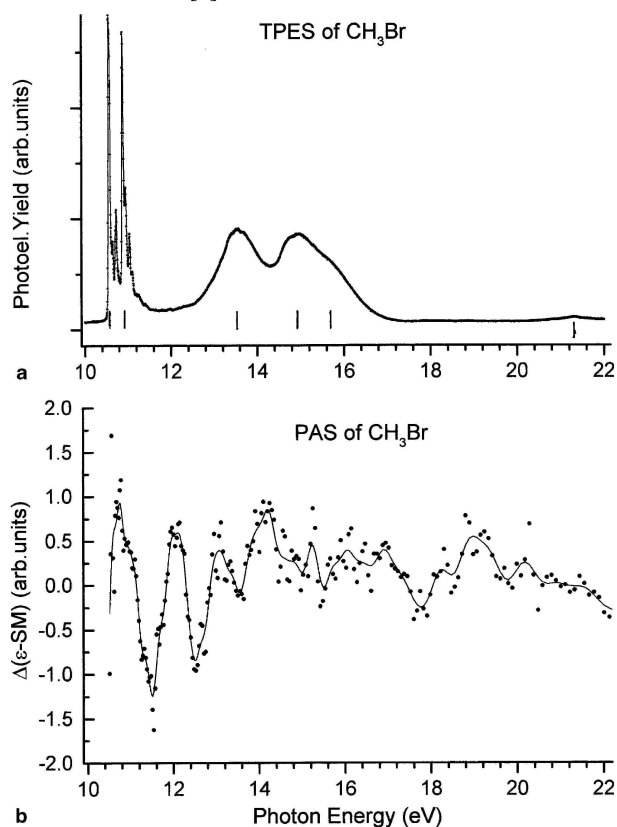 TPES of CH₃Br
Photoel.Yield (arb.units)
10 12 14 16 18 20 22
a
PAS of CH₃Br
Δ(ε-SM) (arb.units)
2.0
1.5
1.0
0.5
0.0
-0.5
-1.0
-1.5
-2.0
10 12 14 16 18 20 22
b
Photon Energy (eV)